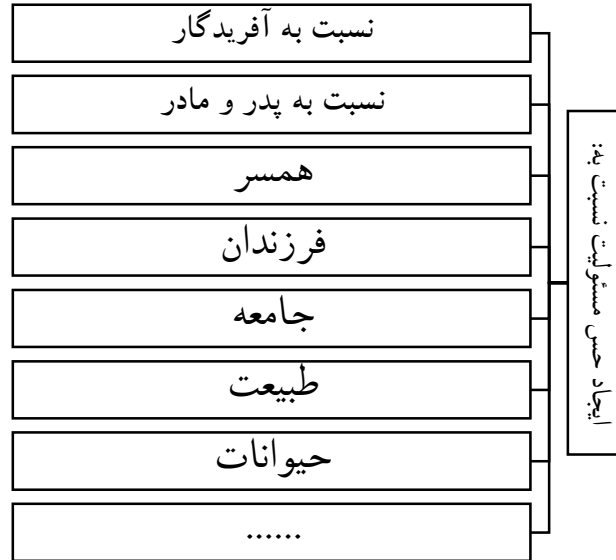 ایجاد حس مسئولیت نسبت به:
نسبت به آفریدگار
نسبت به پدر و مادر
همسر
فرزندان
جامعه
طبیعت
حیوانات
......